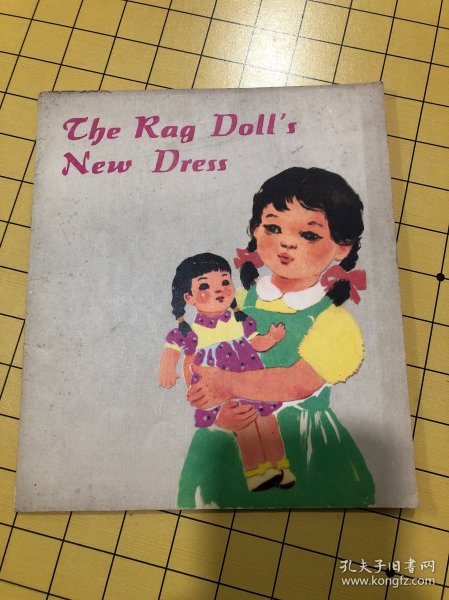 The Rag Doll's
New Dress
孔夫子旧书网
www.kongfz.com